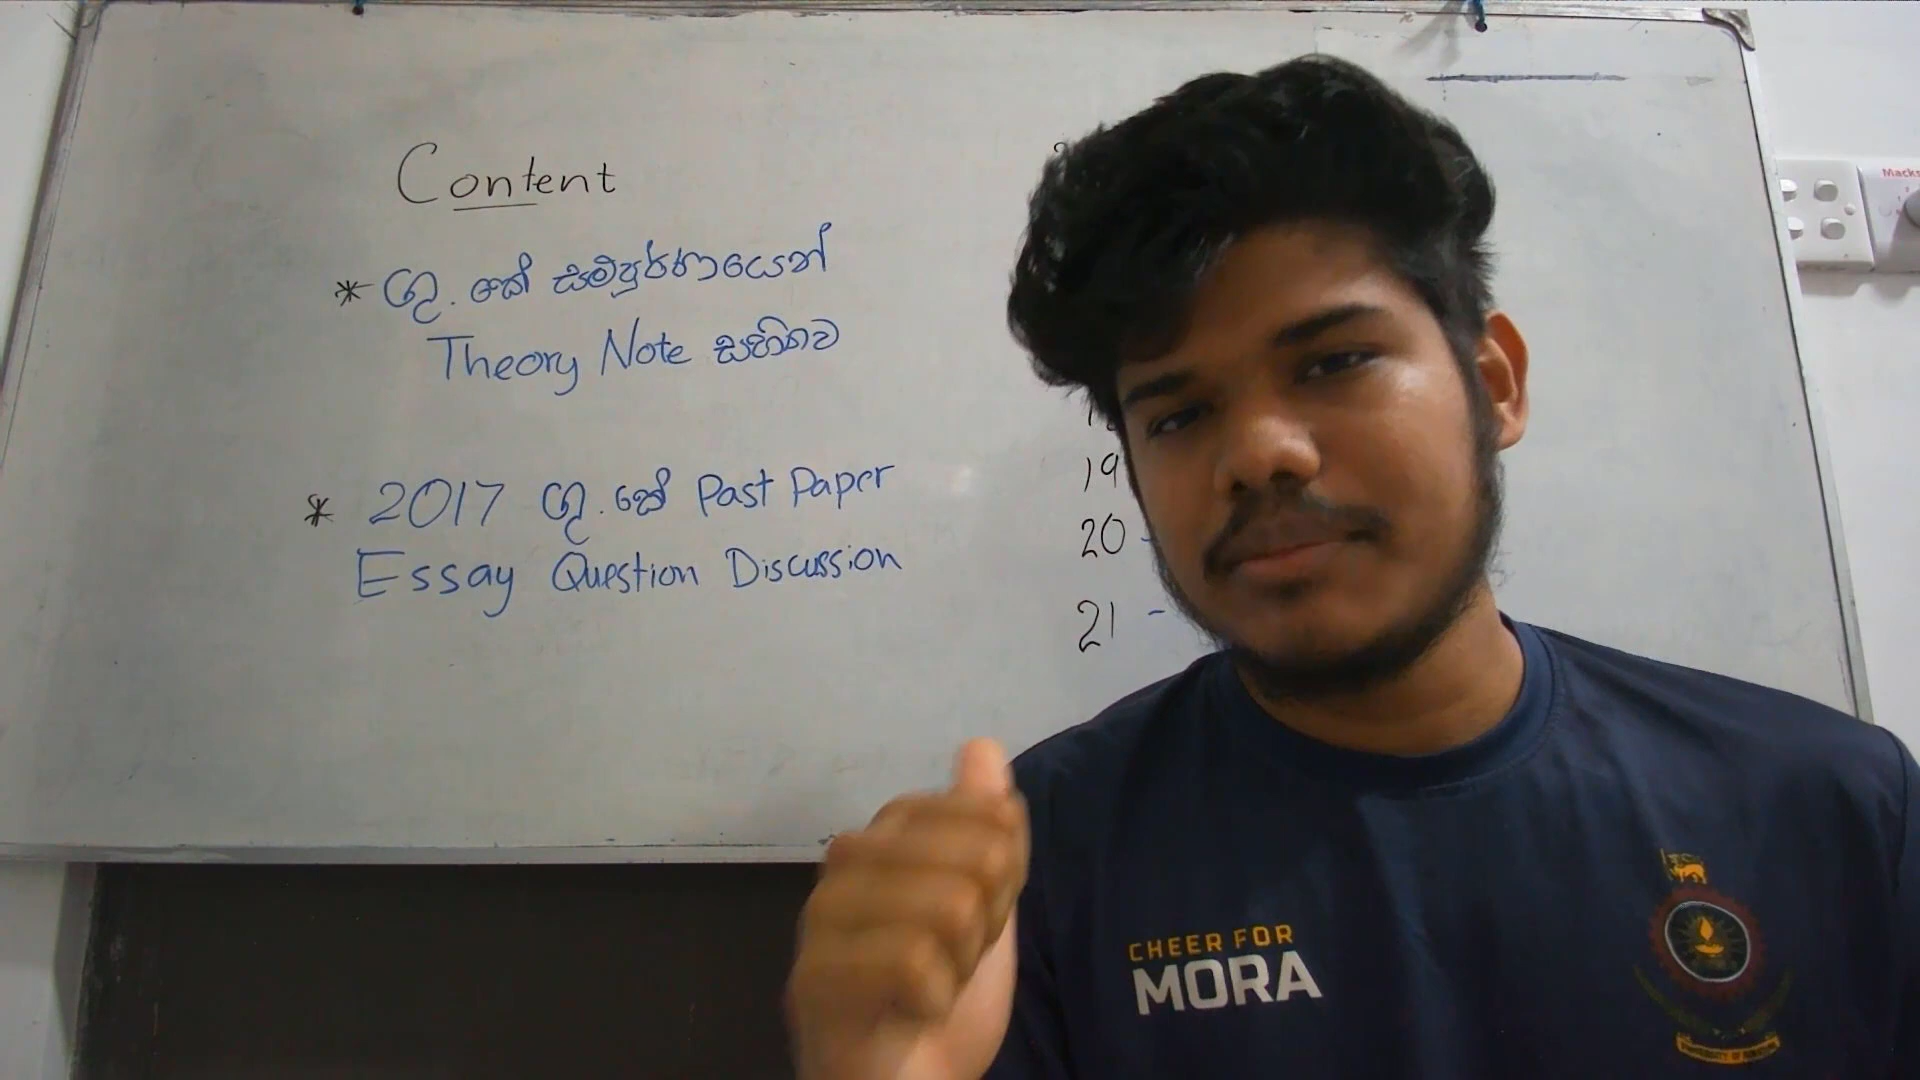 Content
* ගු. කේ සම්පුර්ණයෙන්
Theory Note සහිතව
* 2017 ගු. කේ Past Paper
Essay Question Discussion
19
20 -
21 -
CHEER FOR
MORA
Macks